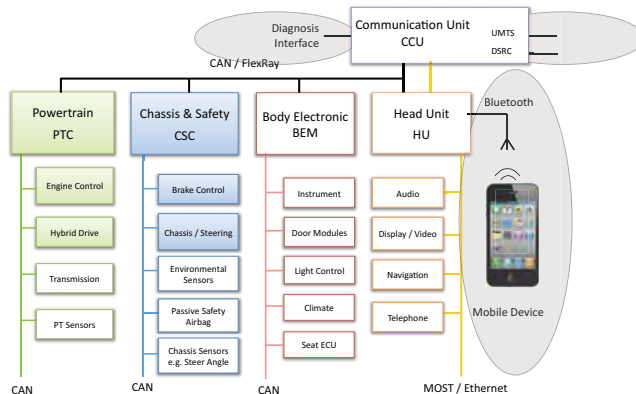 Diagnosis
Interface
Communication Unit
CCU
UMTS
DSRC
CAN / FlexRay
Powertrain
PTC
Chassis & Safety
CSC
Body Electronic
BEM
Head Unit
HU
Bluetooth
Engine Control
Hybrid Drive
Transmission
PT Sensors
Brake Control
Chassis / Steering
Environmental
Sensors
Passive Safety
Airbag
Chassis Sensors
e.g. Steer Angle
Instrument
Door Modules
Light Control
Climate
Seat ECU
Audio
Display / Video
Navigation
Telephone
Mobile Device
CAN
CAN
CAN
MOST / Ethernet